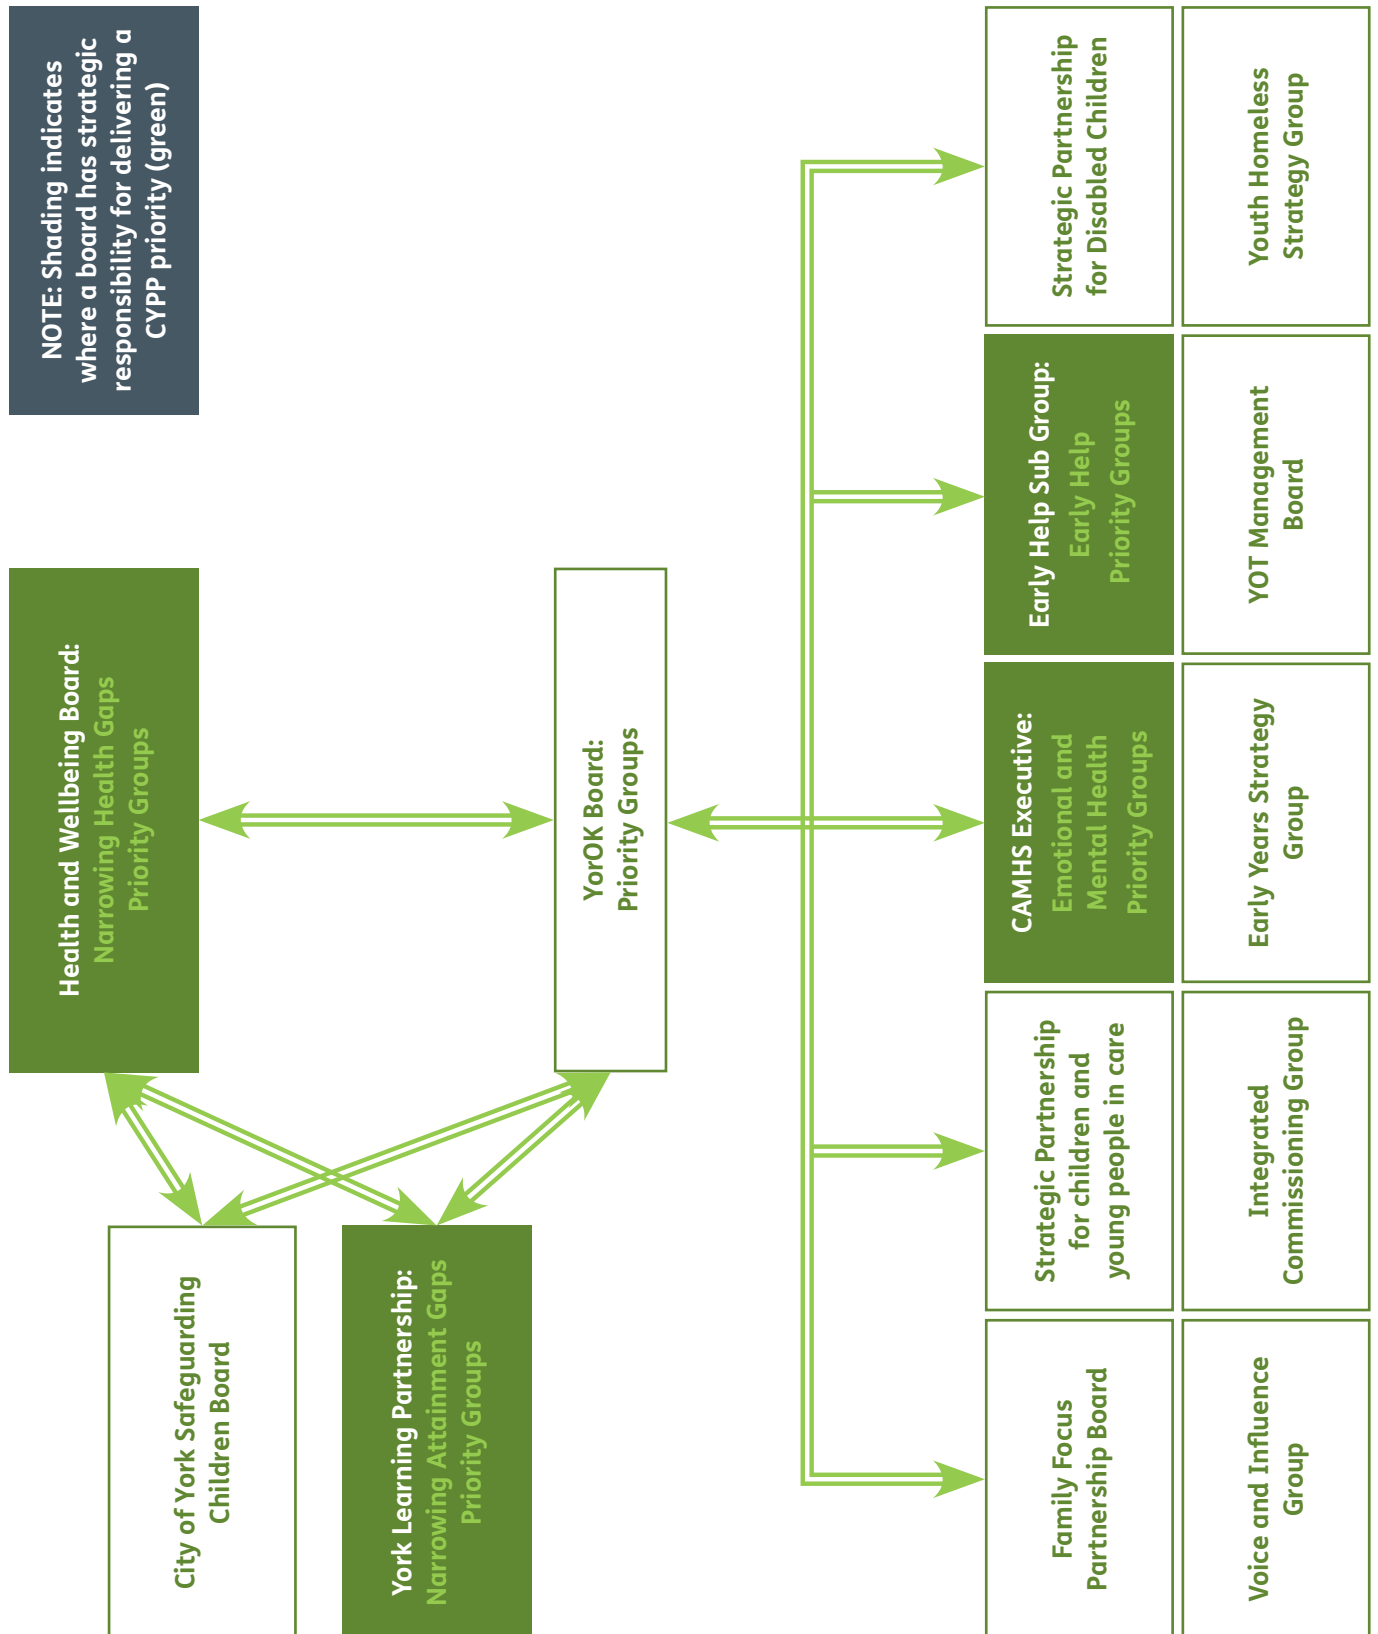 NOTE: Shading indicates
where a board has strategic
responsibility for delivering a
CYPP priority (green)
Health and Wellbeing Board:
Narrowing Health Gaps
Priority Groups
City of York Safeguarding
Children Board
York Learning Partnership:
Narrowing Attainment Gaps
Priority Groups
YorOK Board:
Priority Groups
Family Focus
Partnership Board
Strategic Partnership
for children and
young people in care
CAMHS Executive:
Emotional and
Mental Health
Priority Groups
Early Help Sub Group:
Early Help
Priority Groups
Strategic Partnership
for Disabled Children
Voice and Influence
Group
Integrated
Commissioning Group
Early Years Strategy
Group
YOT Management
Board
Youth Homeless
Strategy Group